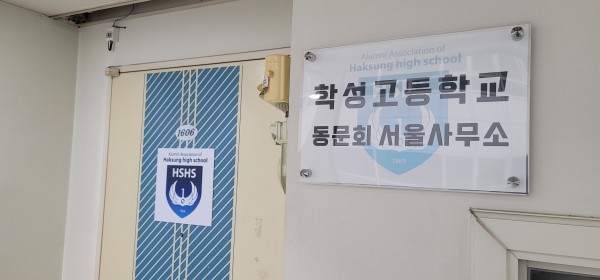 Alumni Association of
Haksung high school
학성고등학교
동문회 서울사무소
1606
Alumni Association of
Haksung high school
HSHS